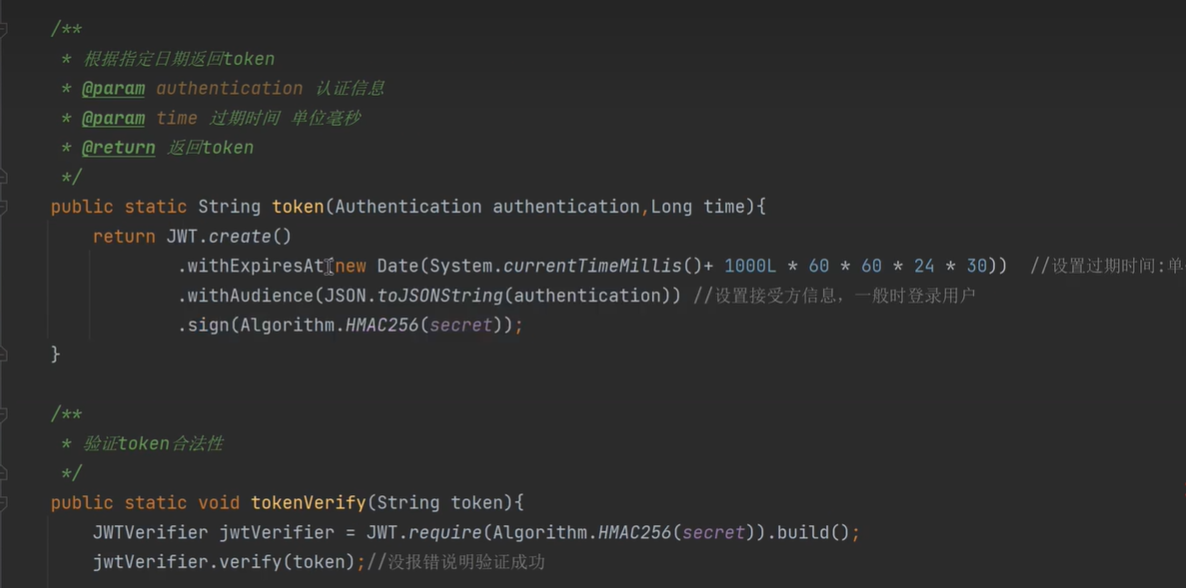 /**
 * 根据指定日期返回token
 * @param authentication 认证信息
 * @param time 过期时间 单位毫秒
 * @return 返回token
 */
public static String token(Authentication authentication,Long time){
    return JWT.create()
            .withExpiresAt(new Date(System.currentTimeMillis()+ 1000L * 60 * 60 * 24 * 30))  //设置过期时间:单
            .withAudience(JSON.toJSONString(authentication)) //设置接受方信息，一般时登录用户
            .sign(Algorithm.HMAC256(secret));
}
/**
 * 验证token合法性
 */
public static void tokenVerify(String token){
    JWTVerifier jwtVerifier = JWT.require(Algorithm.HMAC256(secret)).build();
    jwtVerifier.verify(token);//没报错说明验证成功